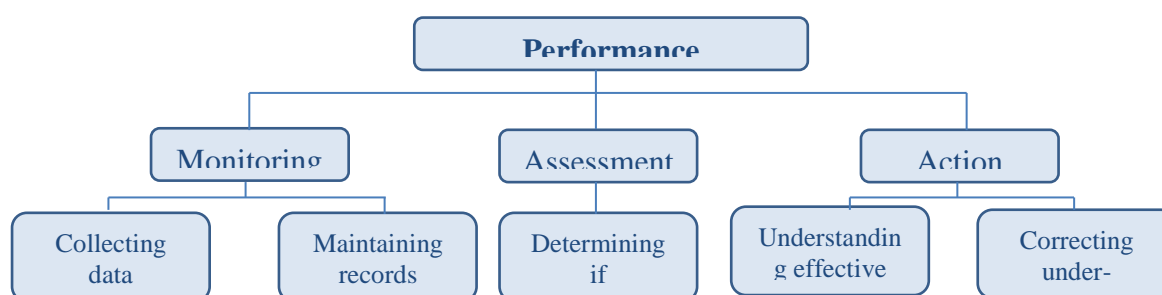 Performance
Monitoring
Assessment
Action
Collecting
data
Maintaining
records
Determining
if
Understandin
g effective
Correcting
under-